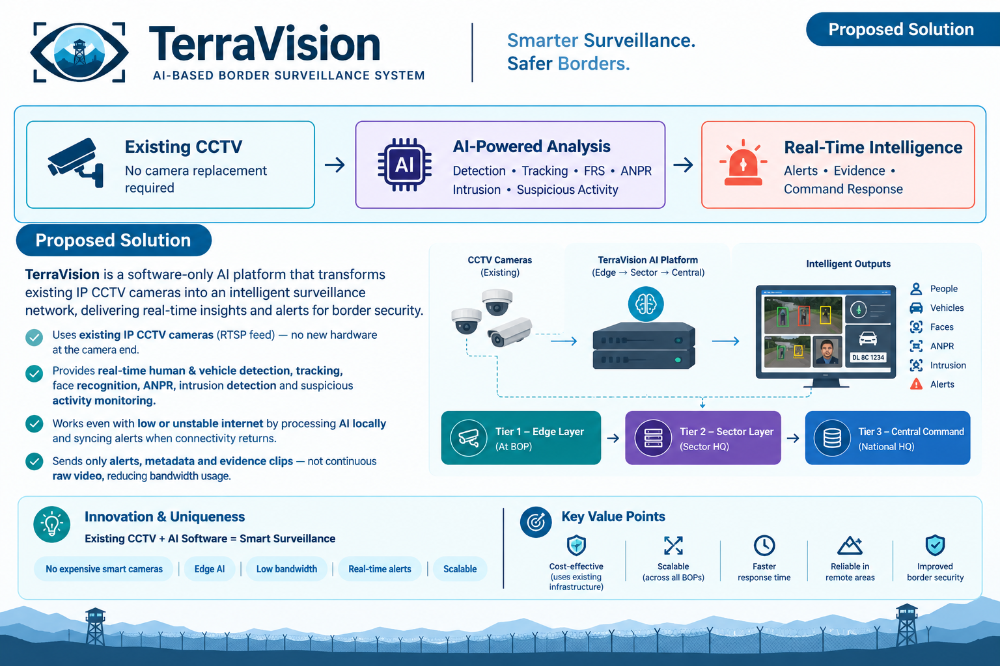 TerraVision
AI-BASED BORDER SURVEILLANCE SYSTEM
Smarter Surveillance.
Safer Borders.
Proposed Solution
Existing CCTV
No camera replacement
required
AI
AI-Powered Analysis
Detection • Tracking • FRS • ANPR
Intrusion • Suspicious Activity
Real-Time Intelligence
Alerts • Evidence •
Command Response
Proposed Solution
TerraVision is a software-only AI platform that transforms
existing IP CCTV cameras into an intelligent surveillance
network, delivering real-time insights and alerts for border security.
Uses existing IP CCTV cameras (RTSP feed) — no new hardware
at the camera end.
Provides real-time human & vehicle detection, tracking,
face recognition, ANPR, intrusion detection and suspicious
activity monitoring.
Works even with low or unstable internet by processing AI locally
and syncing alerts when connectivity returns.
Sends only alerts, metadata and evidence clips — not continuous
raw video, reducing bandwidth usage.
CCTV Cameras
(Existing)
TerraVision AI Platform
(Edge → Sector → Central)
Intelligent Outputs
DL 8C 1234
People
Vehicles
Faces
ANPR
Intrusion
Alerts
Tier 1 – Edge Layer
(At BOP)
Tier 2 – Sector Layer
(Sector HQ)
Tier 3 – Central Command
(National HQ)
Innovation & Uniqueness
Existing CCTV + AI Software = Smart Surveillance
No expensive smart cameras
Edge AI
Low bandwidth
Real-time alerts
Scalable
Key Value Points
Cost-effective
(uses existing
infrastructure)
Scalable
(across all BOPs)
Faster
response time
Reliable in
remote areas
Improved
border security